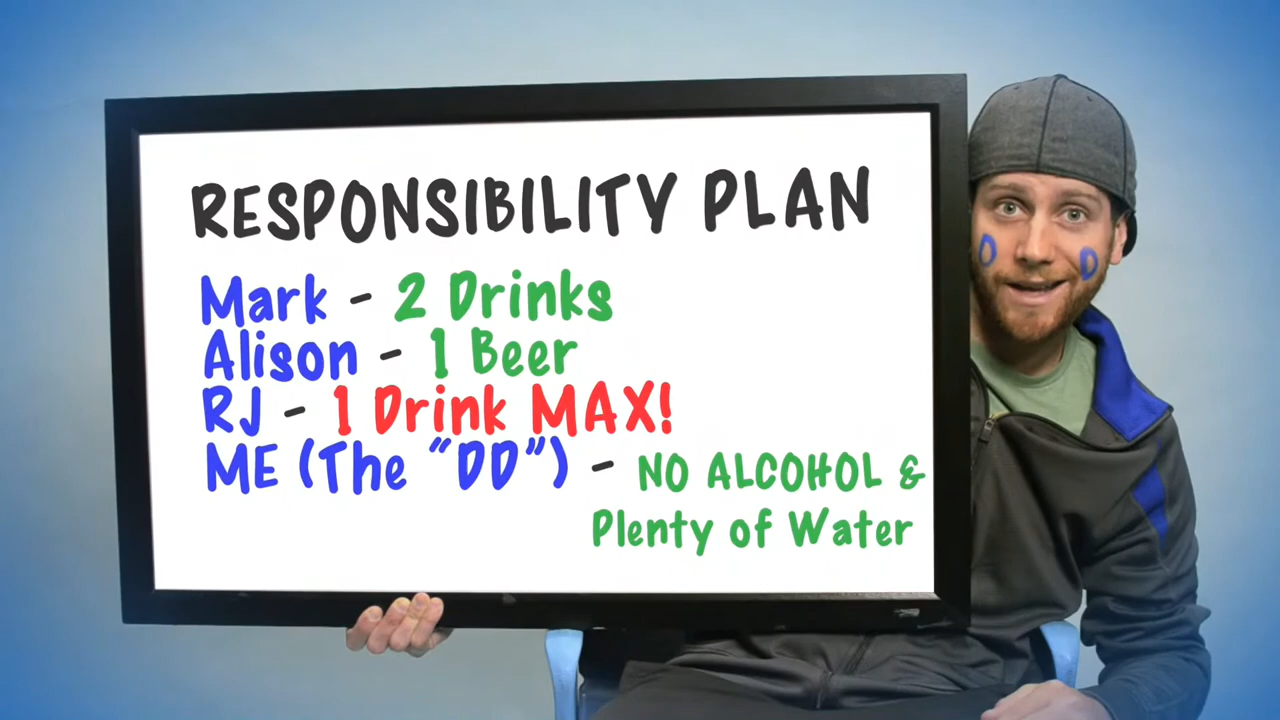 RESPONSIBILITY PLAN
Mark - 2 Drinks
Alison - 1 Beer
RJ - 1 Drink MAX!
ME (The “DD”) - NO ALCOHOL &
Plenty of Water
D D